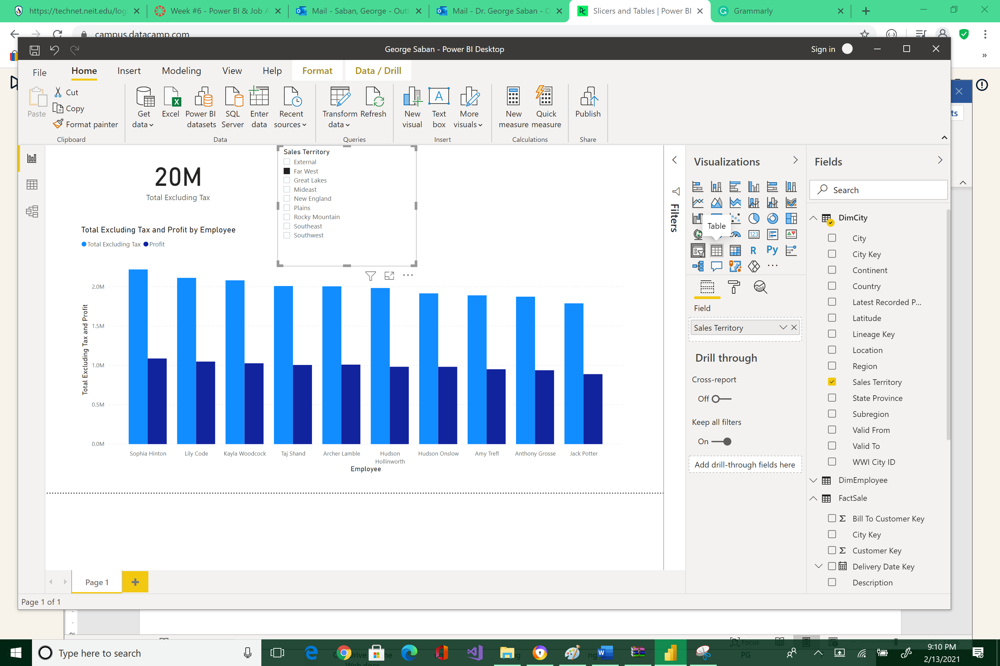 https://technet.neit.edu/logi
Week #6 - Power BI & Job A
Mail - Saban, George - Outl
Mail - Dr. George Saban - O
Slicers and Tables | Power BI
Grammarly
campus.datacamp.com
George Saban - Power BI Desktop
Sign in
File
Home
Insert
Modeling
View
Help
Format
Data / Drill
Paste
Cut
Copy
Format painter
Clipboard
Get data
Excel
Power BI datasets
SQL Server
Enter data
Recent sources
Data
Transform data
Refresh
Queries
New visual
Text box
More visuals
Insert
New measure
Quick measure
Calculations
Publish
Share
ts
20M
Total Excluding Tax
Sales Territory
External
Far West
Great Lakes
Mideast
New England
Plains
Rocky Mountain
Southeast
Southwest
Total Excluding Tax and Profit by Employee
Total Excluding Tax
Profit
Total Excluding Tax and Profit
2.0M
1.5M
1.0M
0.5M
0.0M
Sophia Hinton
Lily Code
Kayla Woodcock
Taj Shand
Archer Lamble
Hudson Hollinworth
Hudson Onslow
Amy Trefl
Anthony Grosse
Jack Potter
Employee
Filters
Visualizations
Table
123
R
Py
Field
Sales Territory
Drill through
Cross-report
Off
Keep all filters
On
Add drill-through fields here
Fields
Search
DimCity
City
City Key
Continent
Country
Latest Recorded P...
Latitude
Lineage Key
Location
Region
Sales Territory
State Province
Subregion
Valid From
Valid To
WWI City ID
DimEmployee
FactSale
Σ Bill To Customer Key
City Key
Σ Customer Key
Delivery Date Key
Description
Page 1
Page 1 of 1
Focus
Type here to search
PG
9:10 PM
2/13/2021